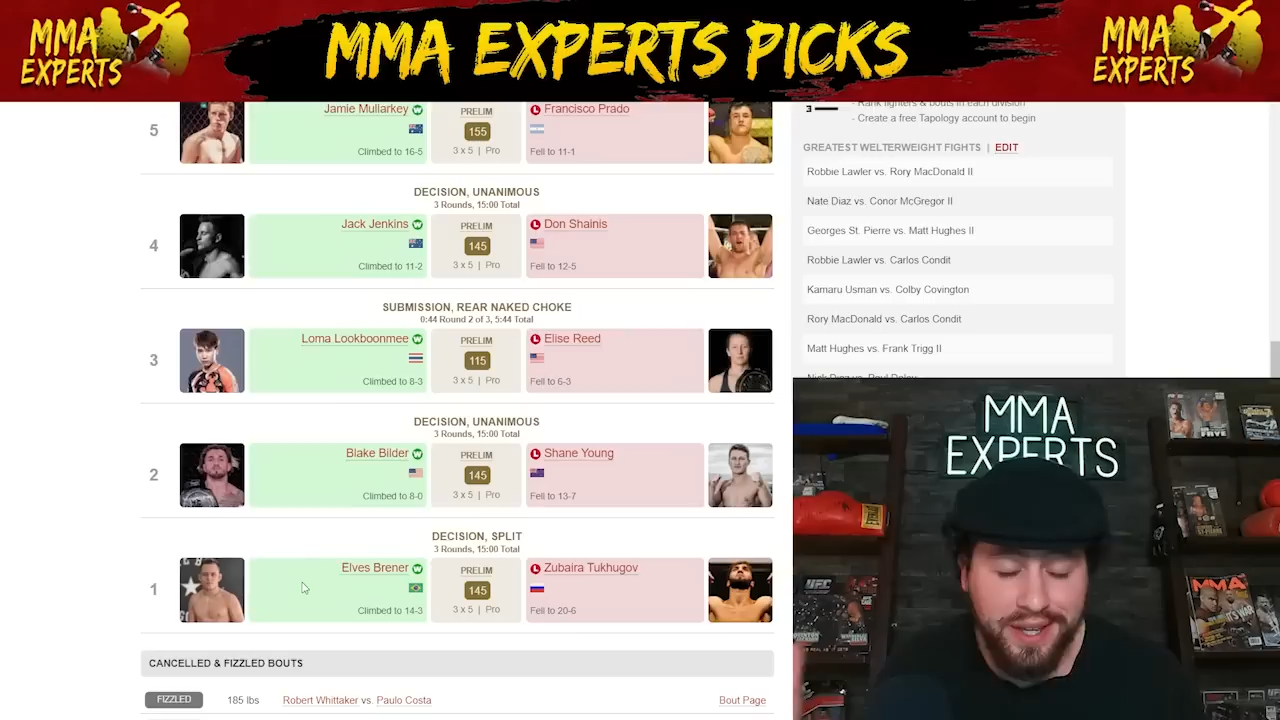 MMA
EXPERTS
MMA EXPERTS PICKS
MMA
EXPERTS
5
Jamie Mullarkey W
Climbed to 16-5
PRELIM
155
3 x 5 | Pro
L Francisco Prado
Fell to 11-1
DECISION, UNANIMOUS
3 Rounds, 15:00 Total
4
Jack Jenkins W
Climbed to 11-2
PRELIM
145
3 x 5 | Pro
L Don Shainis
Fell to 12-5
SUBMISSION, REAR NAKED CHOKE
0:44 Round 2 of 3, 5:44 Total
3
Loma Lookboonmee W
Climbed to 8-3
PRELIM
115
3 x 5 | Pro
L Elise Reed
Fell to 6-3
DECISION, UNANIMOUS
3 Rounds, 15:00 Total
2
Blake Bilder W
Climbed to 8-0
PRELIM
145
3 x 5 | Pro
L Shane Young
Fell to 13-7
DECISION, SPLIT
3 Rounds, 15:00 Total
1
Elves Brener W
Climbed to 14-3
PRELIM
145
3 x 5 | Pro
L Zubaira Tukhugov
Fell to 20-6
CANCELLED & FIZZLED BOUTS
FIZZLED 185 lbs Robert Whittaker vs. Paulo Costa Bout Page
3
- Rank fighters & bouts in each division
- Create a free Tapology account to begin
GREATEST WELTERWEIGHT FIGHTS | EDIT
Robbie Lawler vs. Rory MacDonald II
Nate Diaz vs. Conor McGregor II
Georges St. Pierre vs. Matt Hughes II
Robbie Lawler vs. Carlos Condit
Kamaru Usman vs. Colby Covington
Rory MacDonald vs. Carlos Condit
Matt Hughes vs. Frank Trigg II
Nick Diaz vs. Paul Daley
MMA
EXPERTS
FRYE
UFC
MMA
WAR